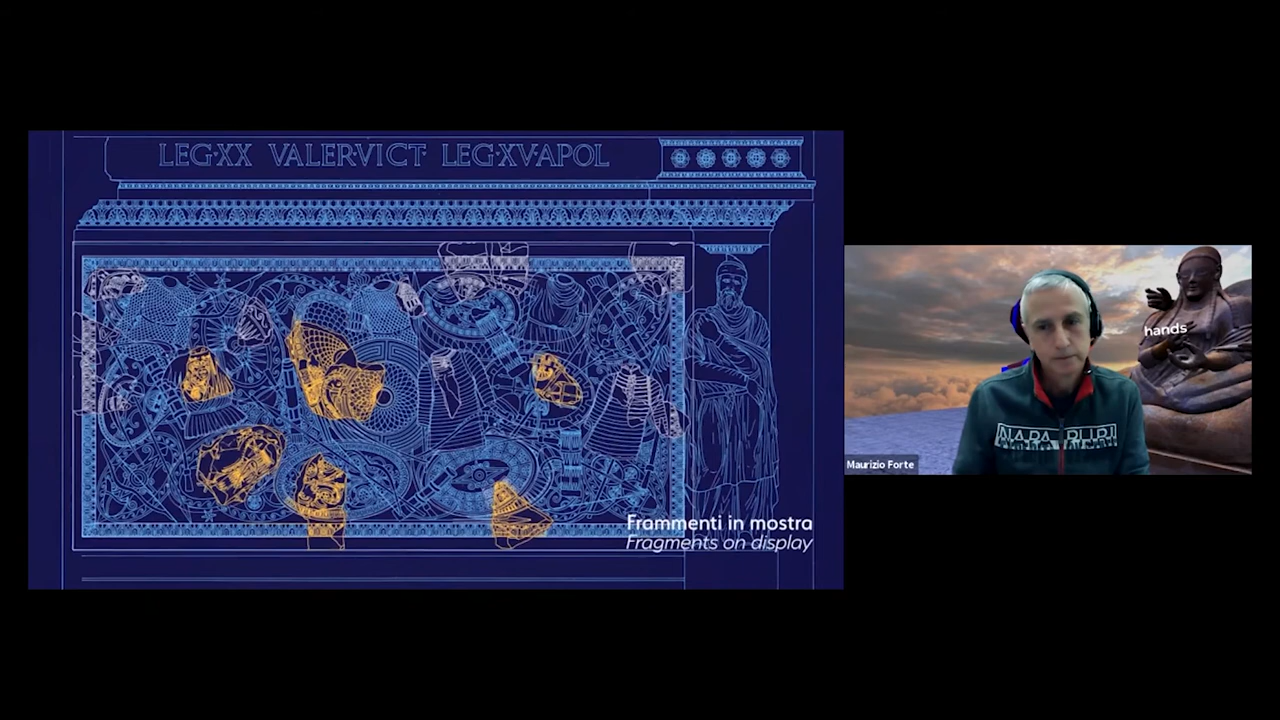 LEG·XX VALER·VICT LEG·XV·APOL
Frammenti in mostra
Fragments on display
hands
Maurizio Forte